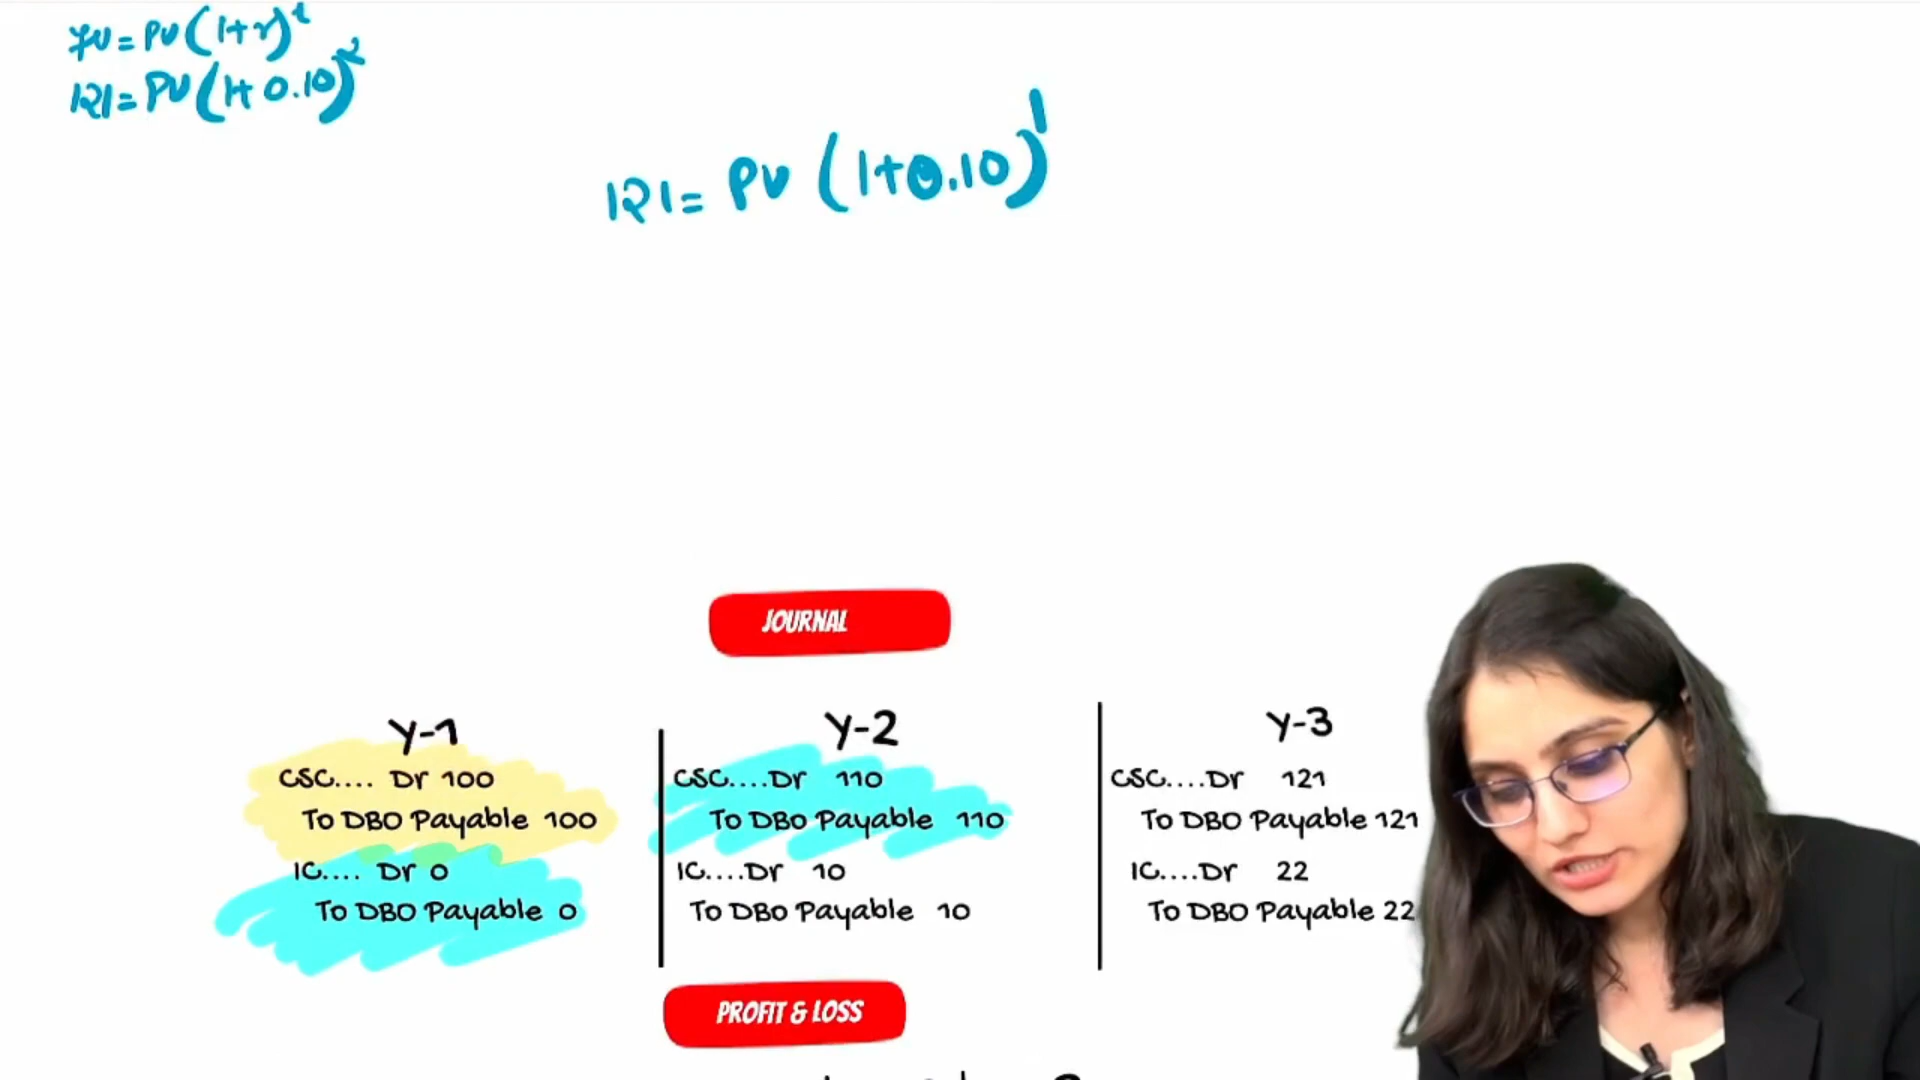 FV = PV (1+r)^t
121 = PV (1+0.10)^2
121 = PV (1+0.10)^1
JOURNAL
Y-1
CSC.... Dr 100
To DBO Payable 100
IC.... Dr 0
To DBO Payable 0
Y-2
CSC....Dr 110
To DBO Payable 110
IC....Dr 10
To DBO Payable 10
Y-3
CSC....Dr 121
To DBO Payable 121
IC....Dr 22
To DBO Payable 22
PROFIT & LOSS